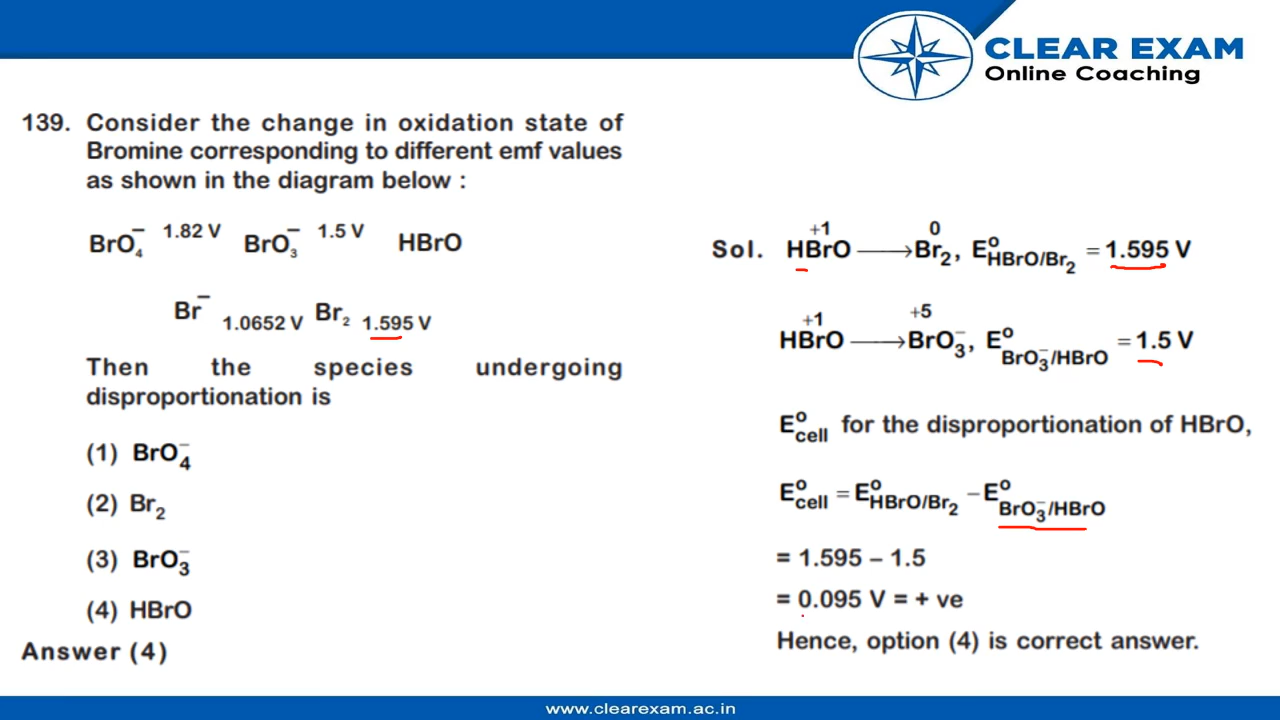 CLEAR EXAM
Online Coaching
139. Consider the change in oxidation state of
Bromine corresponding to different emf values
as shown in the diagram below :
BrO₄⁻ 1.82 V BrO₃⁻ 1.5 V HBrO
Br⁻ 1.0652 V Br₂ 1.595 V
Then the species undergoing
disproportionation is
(1) BrO₄⁻
(2) Br₂
(3) BrO₃⁻
(4) HBrO
Answer (4)
+1 0
Sol. HBrO ⟶ Br₂, E°HBrO/Br₂ = 1.595 V
+1 +5
HBrO ⟶ BrO₃⁻, E°BrO₃⁻/HBrO = 1.5 V
E°cell for the disproportionation of HBrO,
E°cell = E°HBrO/Br₂ – E°BrO₃⁻/HBrO
= 1.595 – 1.5
= 0.095 V = + ve
Hence, option (4) is correct answer.
www.clearexam.ac.in